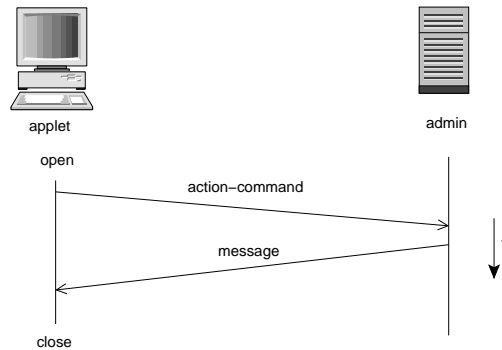 applet
admin
open
action−command
message
close